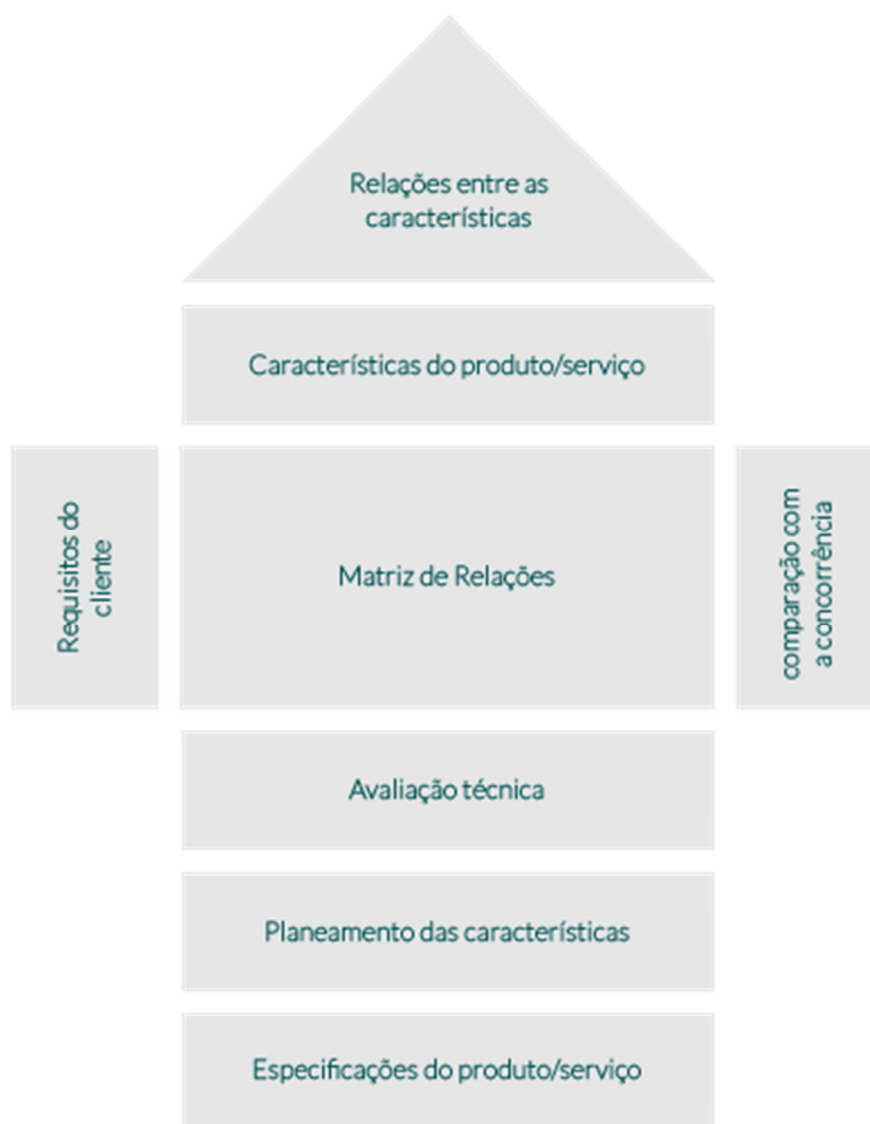 Relações entre as
características
Características do produto/serviço
Requisitos do
cliente
Matriz de Relações
comparação com
a concorrência
Avaliação técnica
Planeamento das características
Especificações do produto/serviço